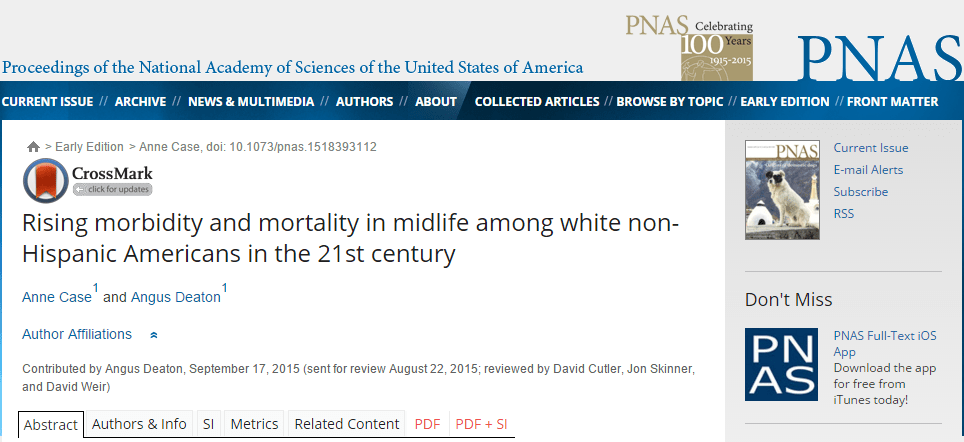 PNAS Celebrating
100 Years
1915-2015
PNAS
Proceedings of the National Academy of Sciences of the United States of America
CURRENT ISSUE // ARCHIVE // NEWS & MULTIMEDIA // AUTHORS // ABOUT COLLECTED ARTICLES // BROWSE BY TOPIC // EARLY EDITION // FRONT MATTER
> Early Edition > Anne Case, doi: 10.1073/pnas.1518393112
CrossMark
click for updates
Rising morbidity and mortality in midlife among white non-
Hispanic Americans in the 21st century
Anne Case1 and Angus Deaton1
Author Affiliations
Contributed by Angus Deaton, September 17, 2015 (sent for review August 22, 2015; reviewed by David Cutler, Jon Skinner,
and David Weir)
Abstract Authors & Info SI Metrics Related Content PDF PDF + SI
PNAS
Current Issue
E-mail Alerts
Subscribe
RSS
Don't Miss
PN
AS
PNAS Full-Text iOS
App
Download the app
for free from
iTunes today!